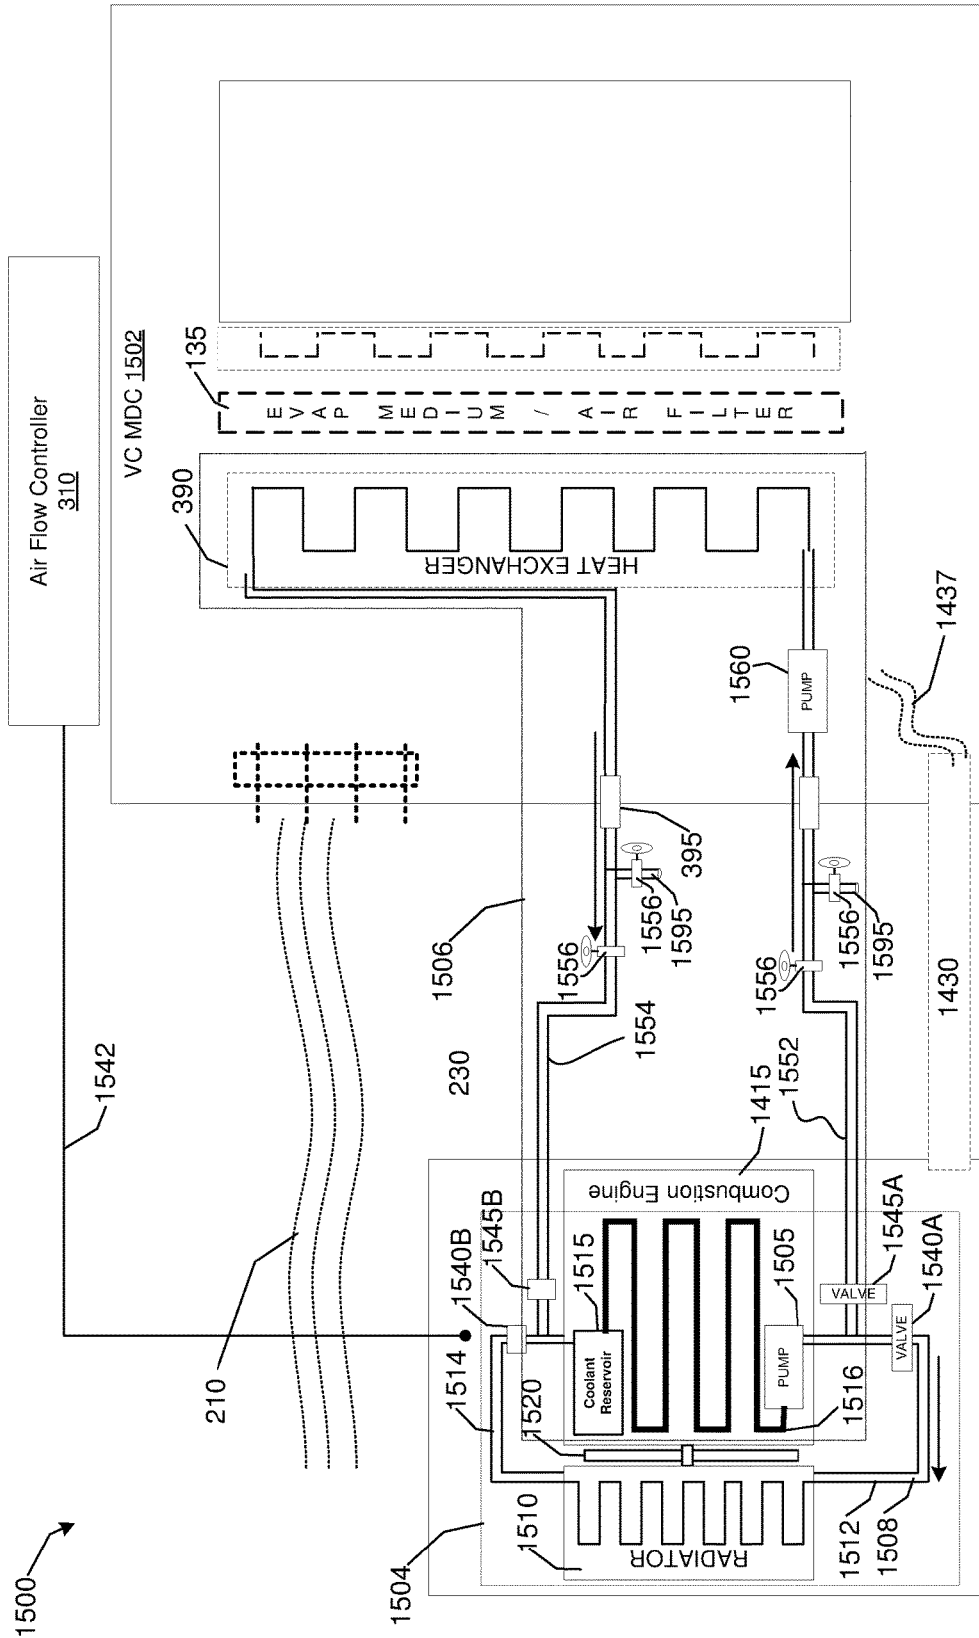 1500
Air Flow Controller
310
VC MDC 1502
1542
210
135
EVAP MEDIUM / AIR FILTER
390
HEAT EXCHANGER
1506
230
395
1556
1556
1595
1554
1437
1560
PUMP
1556
1556
1595
1430
1552
1415
Combustion Engine
1504
1514
1540B
1545B
1520
1515
Coolant
Reservoir
1505
PUMP
1516
1545A
VALVE
1540A
VALVE
1510
RADIATOR
1512
1508